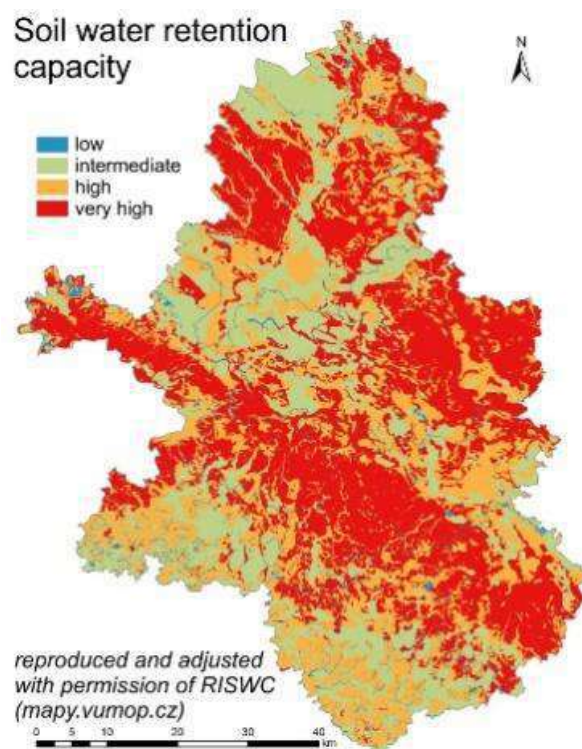 Soil water retention
capacity
N
low
intermediate
high
very high
reproduced and adjusted
with permission of RISWC
(mapy.vumop.cz)
0 5 10 20 30 40
km